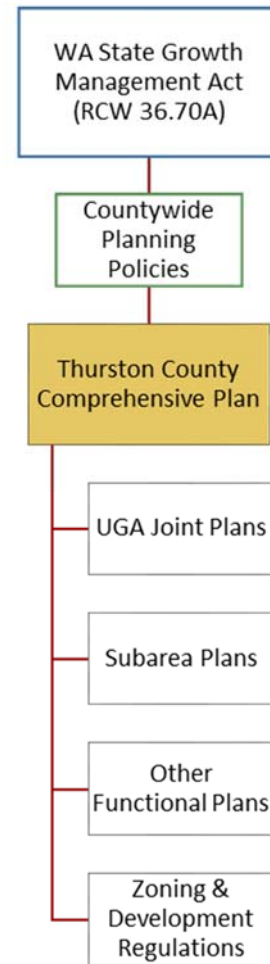 WA State Growth
Management Act
(RCW 36.70A)
Countywide
Planning
Policies
Thurston County
Comprehensive Plan
UGA Joint Plans
Subarea Plans
Other
Functional Plans
Zoning &
Development
Regulations